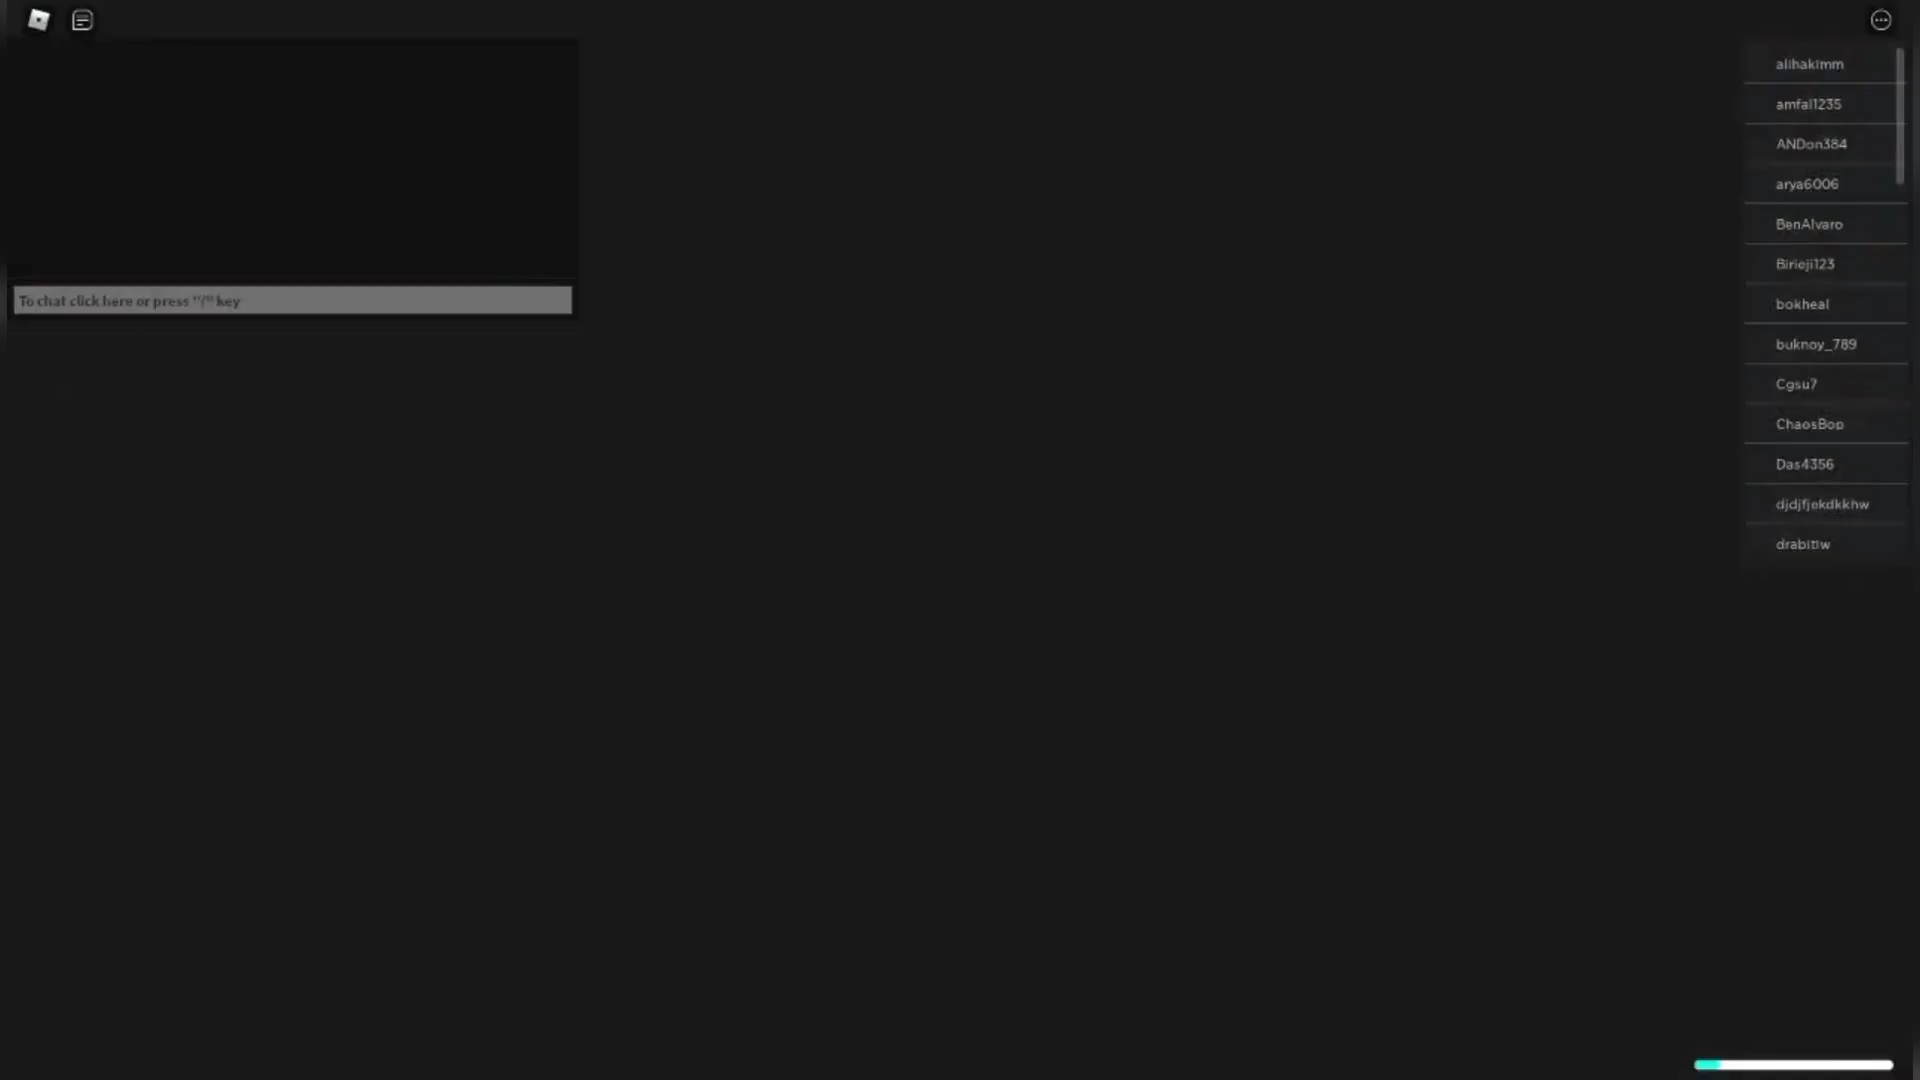 To chat click here or press "/" key
alihakimm
amfal1235
ANDon384
arya6006
BenAlvaro
Birieji123
bokheal
buknoy_789
Cgsu7
ChaosBop
Das4356
djdjfjekdkkhw
drabitiw